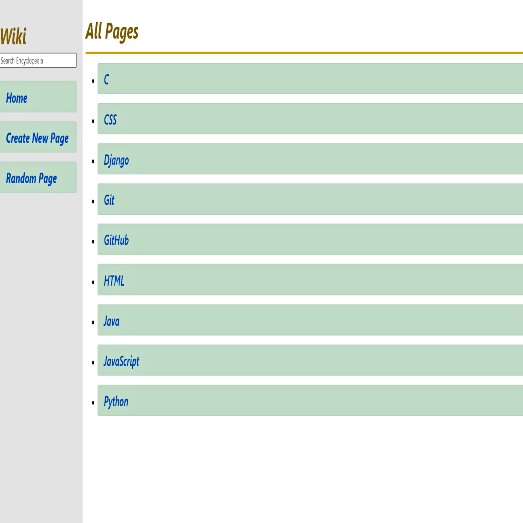 Wiki
Search Encyclopedia
Home
Create New Page
Random Page
All Pages
C
CSS
Django
Git
GitHub
HTML
Java
JavaScript
Python